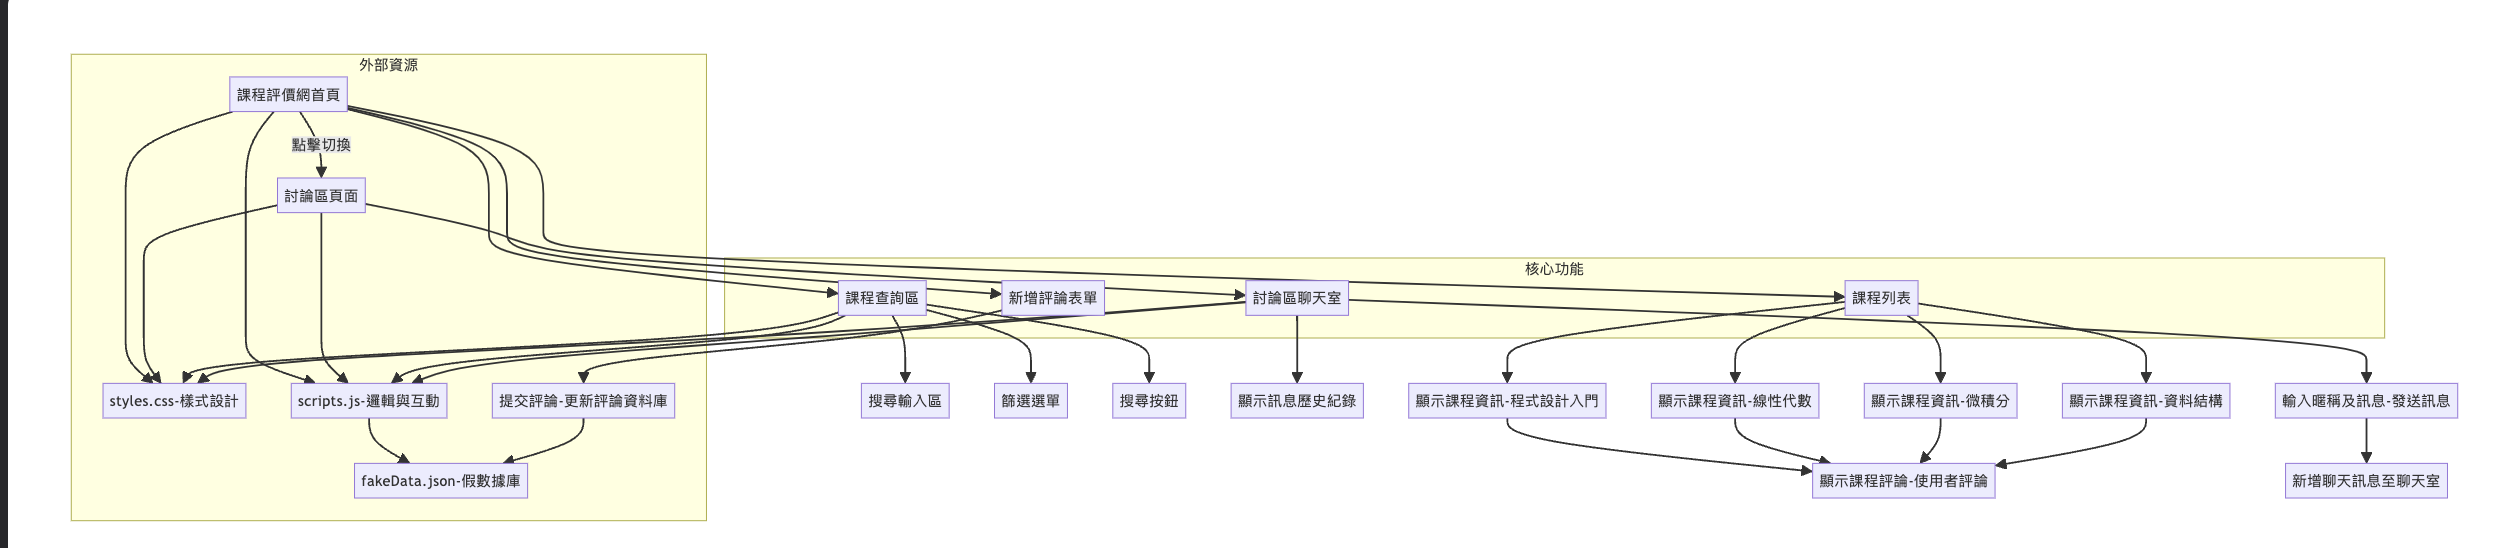 外部資源
課程評價網首頁
點擊切換
討論區頁面
核心功能
課程查詢區
新增評論表單
討論區聊天室
課程列表
styles.css-樣式設計
scripts.js-邏輯與互動
提交評論-更新評論資料庫
搜尋輸入區
篩選選單
搜尋按鈕
顯示訊息歷史紀錄
顯示課程資訊-程式設計入門
顯示課程資訊-線性代數
顯示課程資訊-微積分
顯示課程資訊-資料結構
輸入暱稱及訊息-發送訊息
fakeData.json-假數據庫
顯示課程評論-使用者評論
新增聊天訊息至聊天室